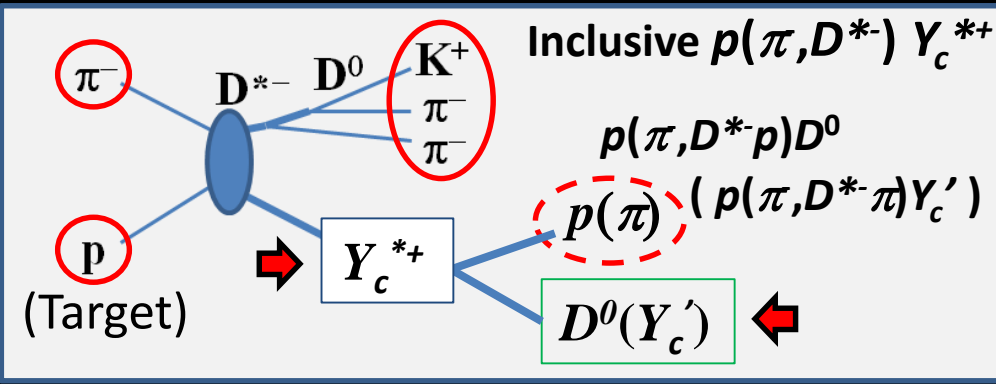 Inclusive p(π,D*-) Yc*+
π⁻
D*⁻
D⁰
K⁺
π⁻
π⁻
p(π,D*-p)D⁰
(p(π,D*-π)Yc′)
p
(Target)
Yc*+
p(π)
D⁰(Yc′)